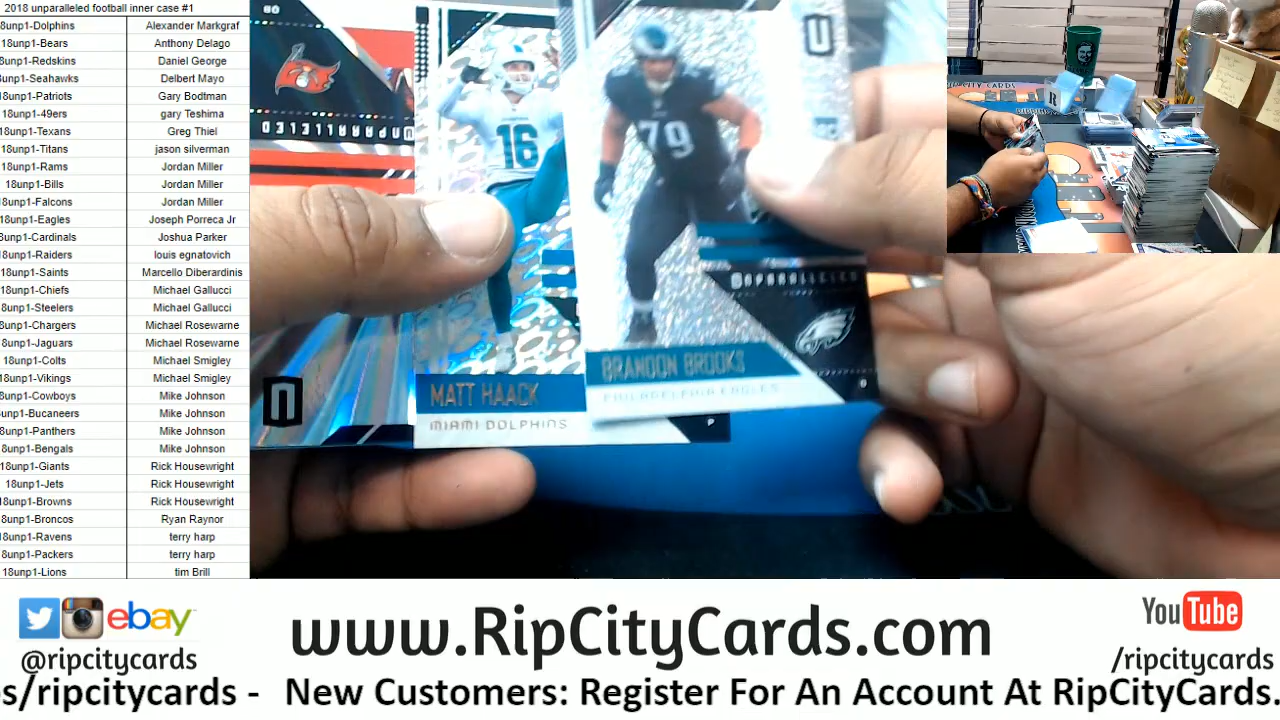 2018 unparalleled football inner case #1
8unp1-Dolphins Alexander Markgraf
18unp1-Bears Anthony Delago
8unp1-Redskins Daniel George
8unp1-Seahawks Delbert Mayo
8unp1-Patriots Gary Bodtman
18unp1-49ers gary Teshima
18unp1-Texans Greg Thiel
18unp1-Titans jason silverman
18unp1-Rams Jordan Miller
18unp1-Bills Jordan Miller
18unp1-Falcons Jordan Miller
18unp1-Eagles Joseph Porreca Jr
8unp1-Cardinals Joshua Parker
18unp1-Raiders louis egnatovich
18unp1-Saints Marcello Diberardinis
18unp1-Chiefs Michael Gallucci
8unp1-Steelers Michael Gallucci
8unp1-Chargers Michael Rosewarne
8unp1-Jaguars Michael Rosewarne
18unp1-Colts Michael Smigley
18unp1-Vikings Michael Smigley
8unp1-Cowboys Mike Johnson
unp1-Bucaneers Mike Johnson
8unp1-Panthers Mike Johnson
8unp1-Bengals Mike Johnson
18unp1-Giants Rick Housewright
18unp1-Jets Rick Housewright
18unp1-Browns Rick Housewright
8unp1-Broncos Ryan Raynor
18unp1-Ravens terry harp
8unp1-Packers terry harp
18unp1-Lions tim Brill
UNPARALLELED
16
MATT HAACK
MIAMI DOLPHINS
P
79
UNPARALLELED
BRANDON BROOKS
PHILADELPHIA EAGLES
G
RIP CITY CARDS
ebay
@ripcitycards
www.RipCityCards.com
YouTube
/ripcitycards
s/ripcitycards - New Customers: Register For An Account At RipCityCards.